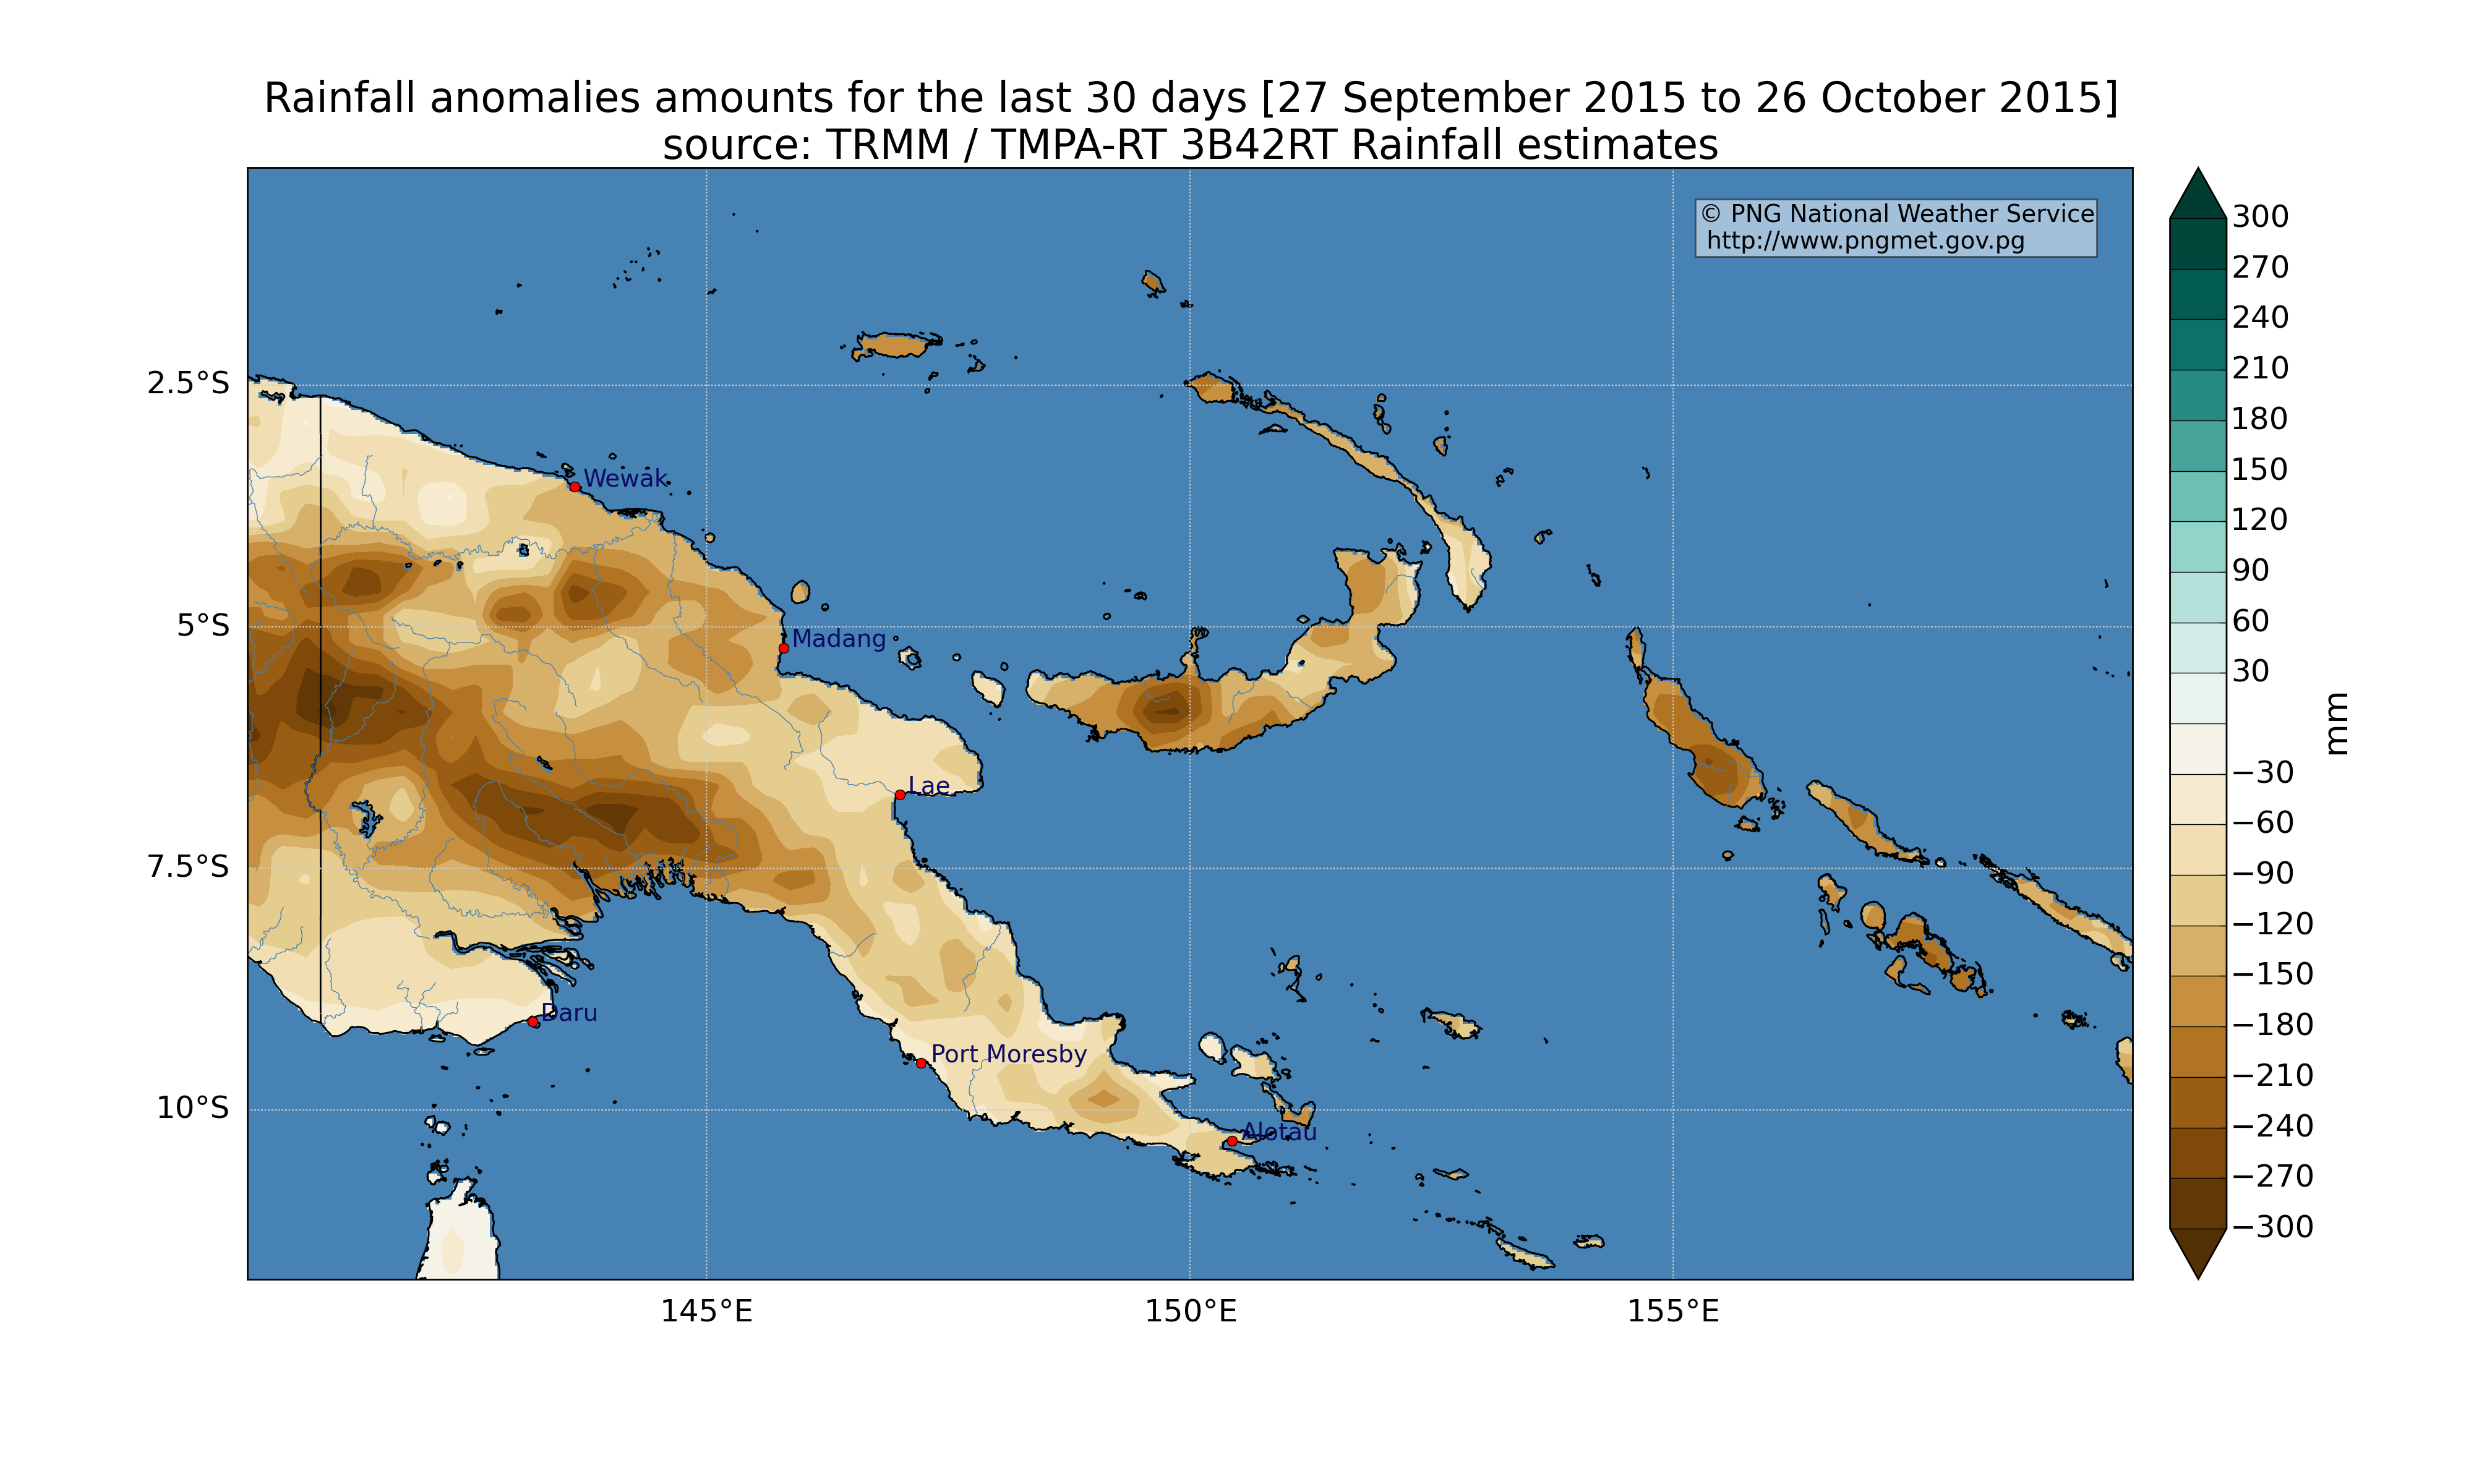 Rainfall anomalies amounts for the last 30 days [27 September 2015 to 26 October 2015]
source: TRMM / TMPA-RT 3B42RT Rainfall estimates
© PNG National Weather Service
http://www.pngmet.gov.pg
2.5°S
5°S
7.5°S
10°S
Wewak
Madang
Lae
Daru
Port Moresby
Alotau
145°E
150°E
155°E
300
270
240
210
180
150
120
90
60
30
−30
−60
−90
−120
−150
−180
−210
−240
−270
−300
mm